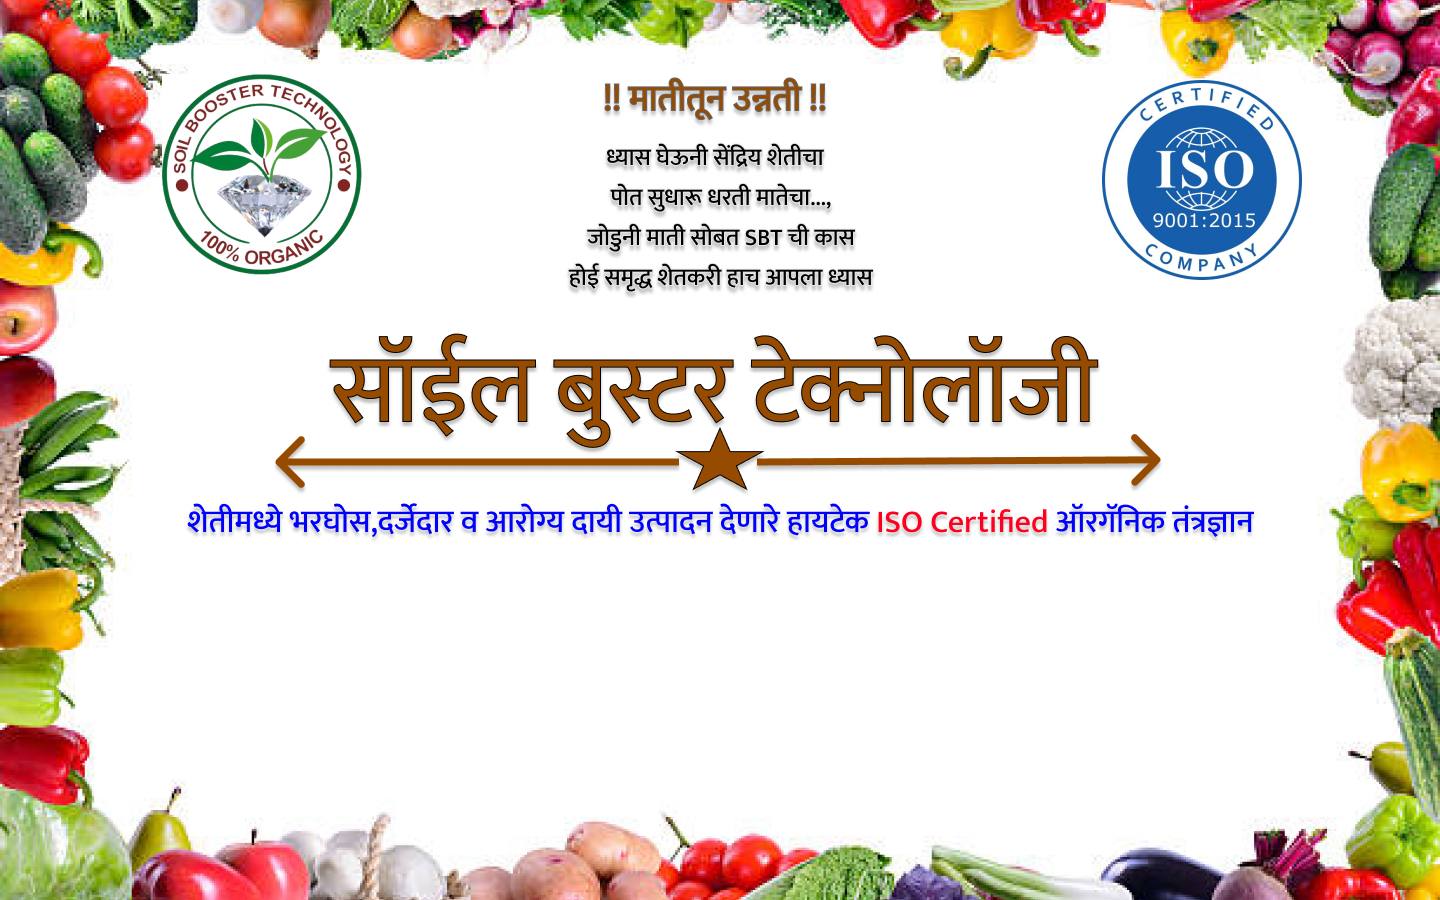 SOIL BOOSTER TECHNOLOGY
100% ORGANIC
!! मातीतून उन्नती !!
ध्यास घेऊनी सेंद्रिय शेतीचा
पोत सुधारू धरती मातेचा...,
जोडुनी माती सोबत SBT ची कास
होई समृद्ध शेतकरी हाच आपला ध्यास
CERTIFIED
ISO
9001:2015
COMPANY
सॉईल बुस्टर टेक्नोलॉजी
शेतीमध्ये भरघोस,दर्जेदार व आरोग्य दायी उत्पादन देणारे हायटेक ISO Certified ऑरगॅनिक तंत्रज्ञान